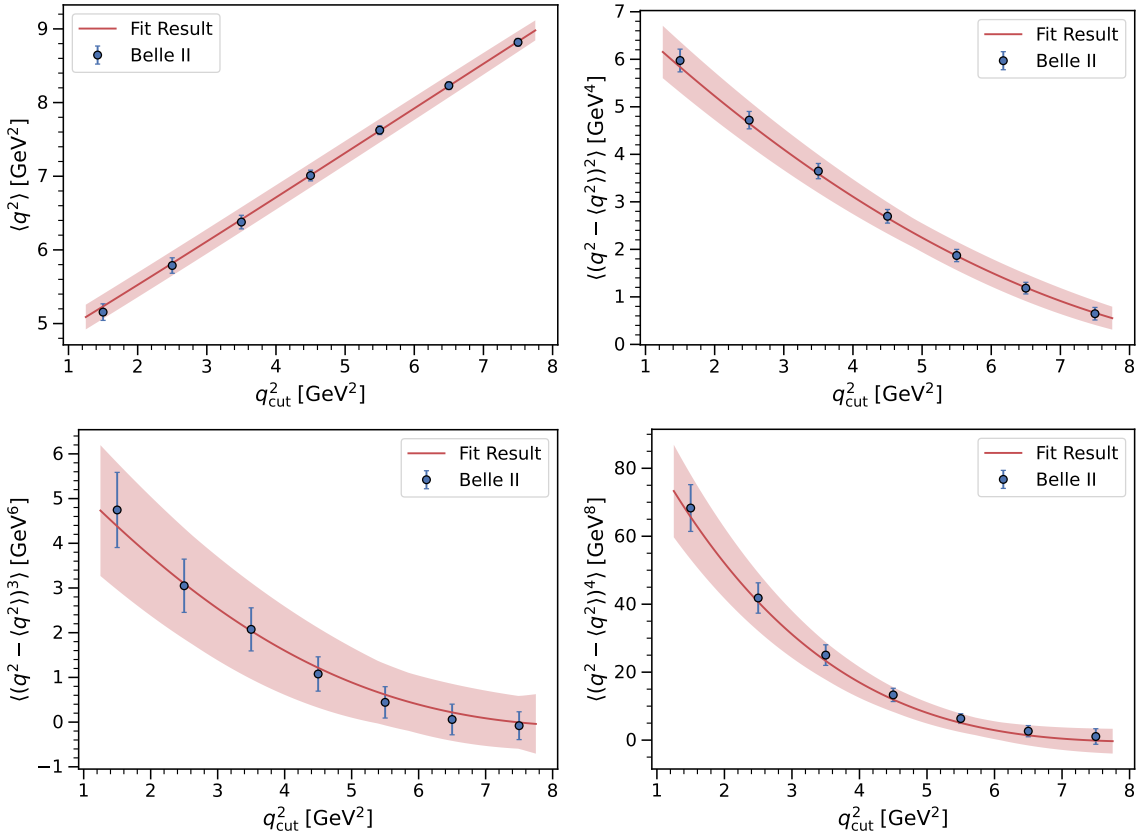 Fit Result
Belle II
⟨q²⟩ [GeV²]
9
8
7
6
5
1 2 3 4 5 6 7 8
q²cut [GeV²]
Fit Result
Belle II
⟨(q² − ⟨q²⟩)²⟩ [GeV⁴]
7
6
5
4
3
2
1
0
1 2 3 4 5 6 7 8
q²cut [GeV²]
Fit Result
Belle II
⟨(q² − ⟨q²⟩)³⟩ [GeV⁶]
6
5
4
3
2
1
0
−1
1 2 3 4 5 6 7 8
q²cut [GeV²]
Fit Result
Belle II
⟨(q² − ⟨q²⟩)⁴⟩ [GeV⁸]
80
60
40
20
0
1 2 3 4 5 6 7 8
q²cut [GeV²]